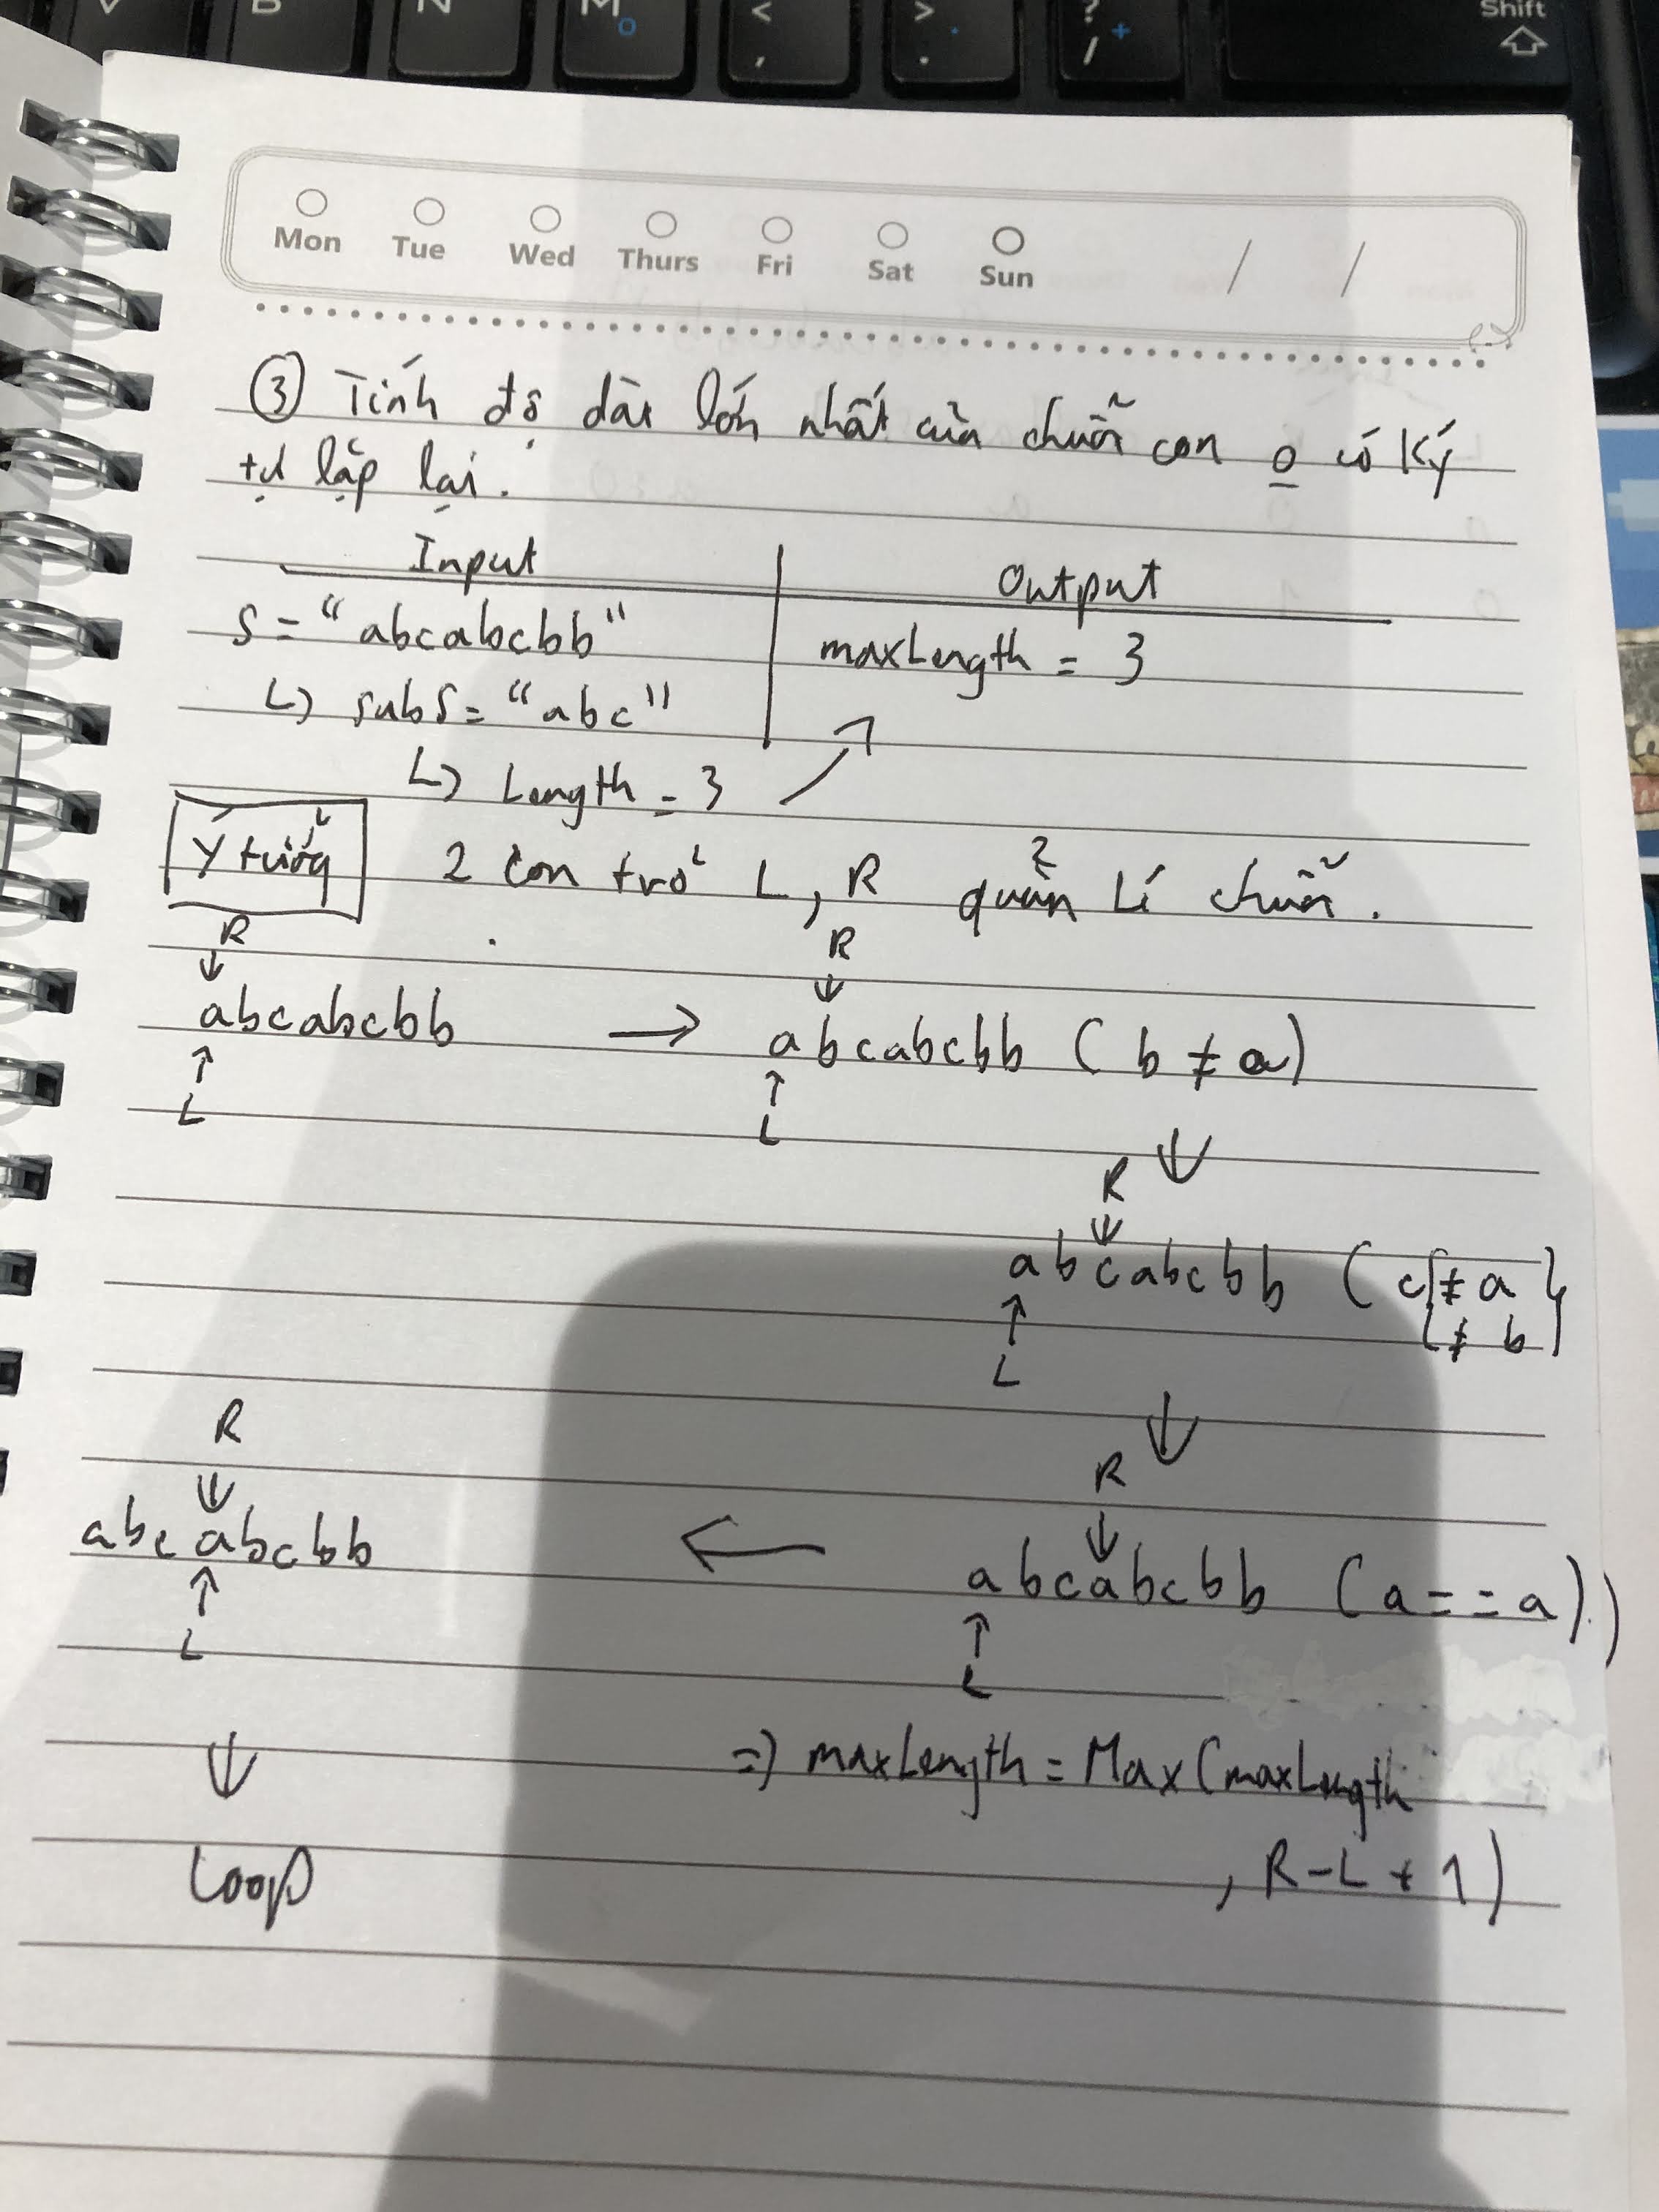 V B N M O < , > . ? / + Shift
Mon Tue Wed Thurs Fri Sat Sun / /
③ Tính độ dài lớn nhất của chuỗi con o có ký
tự lặp lại.
Input Output
S = "abcabcbb" maxLength = 3
↳ subS = "abc"
↳ Length = 3 ↗
Ý tưởng 2 con trỏ L, R quản lí chuỗi.
R R
↓ ↓
abcabcbb → abcabcbb ( b ≠ a)
↑ ↑
L L
↓
R
↓
abcabcbb ( c { ≠ a }
↑ { ≠ b }
L
↓
R R
↓ ↓
abcabcbb ← abcabcbb (a == a))
↑ ↑
L L
↓ => maxLength = Max(maxLength
Loop , R-L+1)